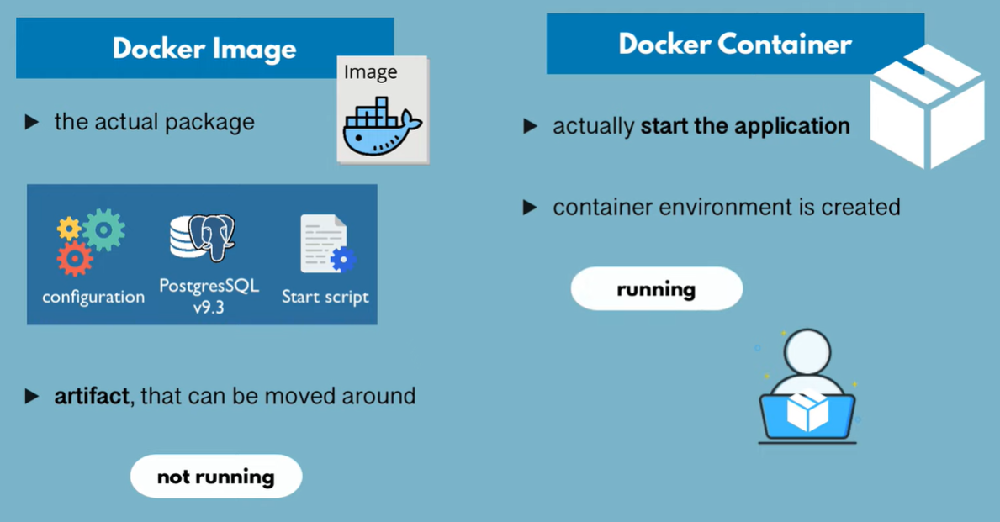 Docker Image
Image
the actual package
configuration
PostgresSQL
v9.3
Start script
artifact, that can be moved around
not running
Docker Container
actually start the application
container environment is created
running